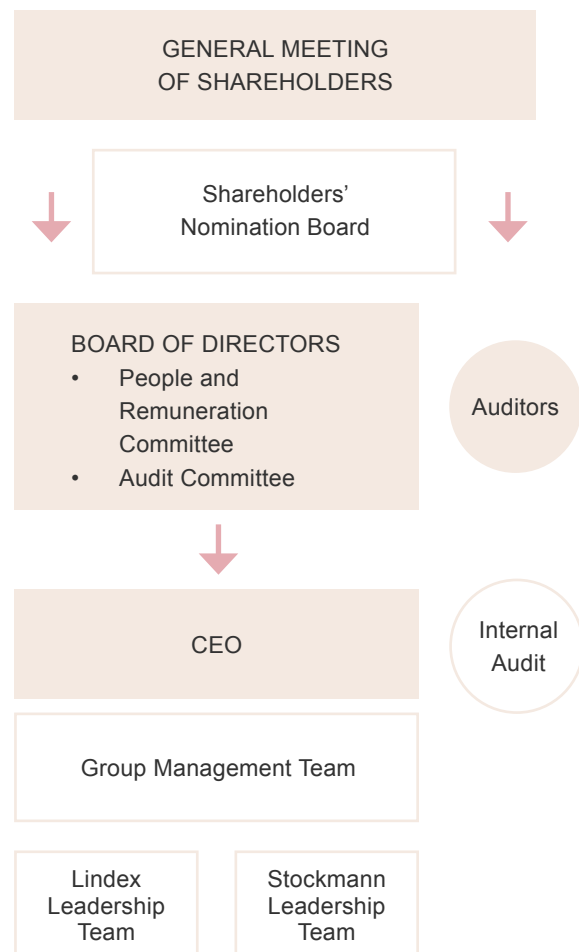 GENERAL MEETING
OF SHAREHOLDERS
Shareholders’
Nomination Board
BOARD OF DIRECTORS
• People and
Remuneration
Committee
• Audit Committee
Auditors
CEO
Internal
Audit
Group Management Team
Lindex
Leadership
Team
Stockmann
Leadership
Team